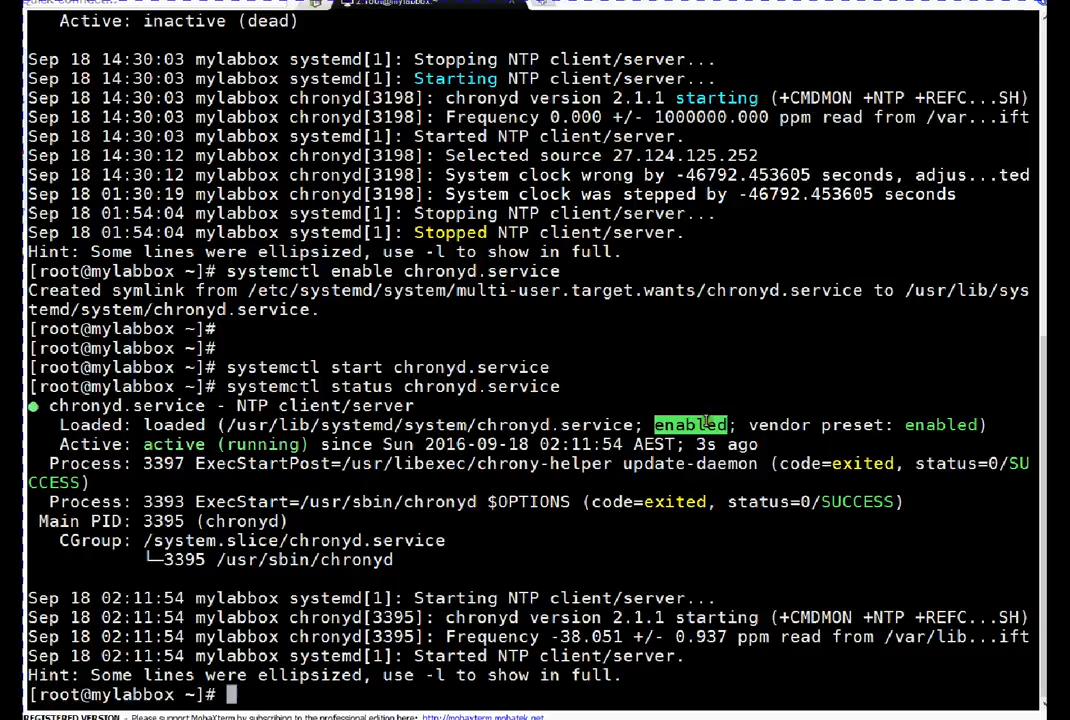 Active: inactive (dead)
Sep 18 14:30:03 mylabbox systemd[1]: Stopping NTP client/server...
Sep 18 14:30:03 mylabbox systemd[1]: Starting NTP client/server...
Sep 18 14:30:03 mylabbox chronyd[3198]: chronyd version 2.1.1 starting (+CMDMON +NTP +REFC...SH)
Sep 18 14:30:03 mylabbox chronyd[3198]: Frequency 0.000 +/- 1000000.000 ppm read from /var...ift
Sep 18 14:30:03 mylabbox systemd[1]: Started NTP client/server.
Sep 18 14:30:12 mylabbox chronyd[3198]: Selected source 27.124.125.252
Sep 18 14:30:12 mylabbox chronyd[3198]: System clock wrong by -46792.453605 seconds, adjus...ted
Sep 18 01:30:19 mylabbox chronyd[3198]: System clock was stepped by -46792.453605 seconds
Sep 18 01:54:04 mylabbox systemd[1]: Stopping NTP client/server...
Sep 18 01:54:04 mylabbox systemd[1]: Stopped NTP client/server.
Hint: Some lines were ellipsized, use -l to show in full.
[root@mylabbox ~]# systemctl enable chronyd.service
Created symlink from /etc/systemd/system/multi-user.target.wants/chronyd.service to /usr/lib/sys
temd/system/chronyd.service.
[root@mylabbox ~]#
[root@mylabbox ~]#
[root@mylabbox ~]# systemctl start chronyd.service
[root@mylabbox ~]# systemctl status chronyd.service
● chronyd.service - NTP client/server
Loaded: loaded (/usr/lib/systemd/system/chronyd.service; enabled; vendor preset: enabled)
Active: active (running) since Sun 2016-09-18 02:11:54 AEST; 3s ago
Process: 3397 ExecStartPost=/usr/libexec/chrony-helper update-daemon (code=exited, status=0/SU
CCESS)
Process: 3393 ExecStart=/usr/sbin/chronyd $OPTIONS (code=exited, status=0/SUCCESS)
Main PID: 3395 (chronyd)
CGroup: /system.slice/chronyd.service
└─3395 /usr/sbin/chronyd
Sep 18 02:11:54 mylabbox systemd[1]: Starting NTP client/server...
Sep 18 02:11:54 mylabbox chronyd[3395]: chronyd version 2.1.1 starting (+CMDMON +NTP +REFC...SH)
Sep 18 02:11:54 mylabbox chronyd[3395]: Frequency -38.051 +/- 0.937 ppm read from /var/lib...ift
Sep 18 02:11:54 mylabbox systemd[1]: Started NTP client/server.
Hint: Some lines were ellipsized, use -l to show in full.
[root@mylabbox ~]#
REGISTERED VERSION - Please support MobaXterm by subscribing to the professional edition here: http://mobaxterm.mobatek.net